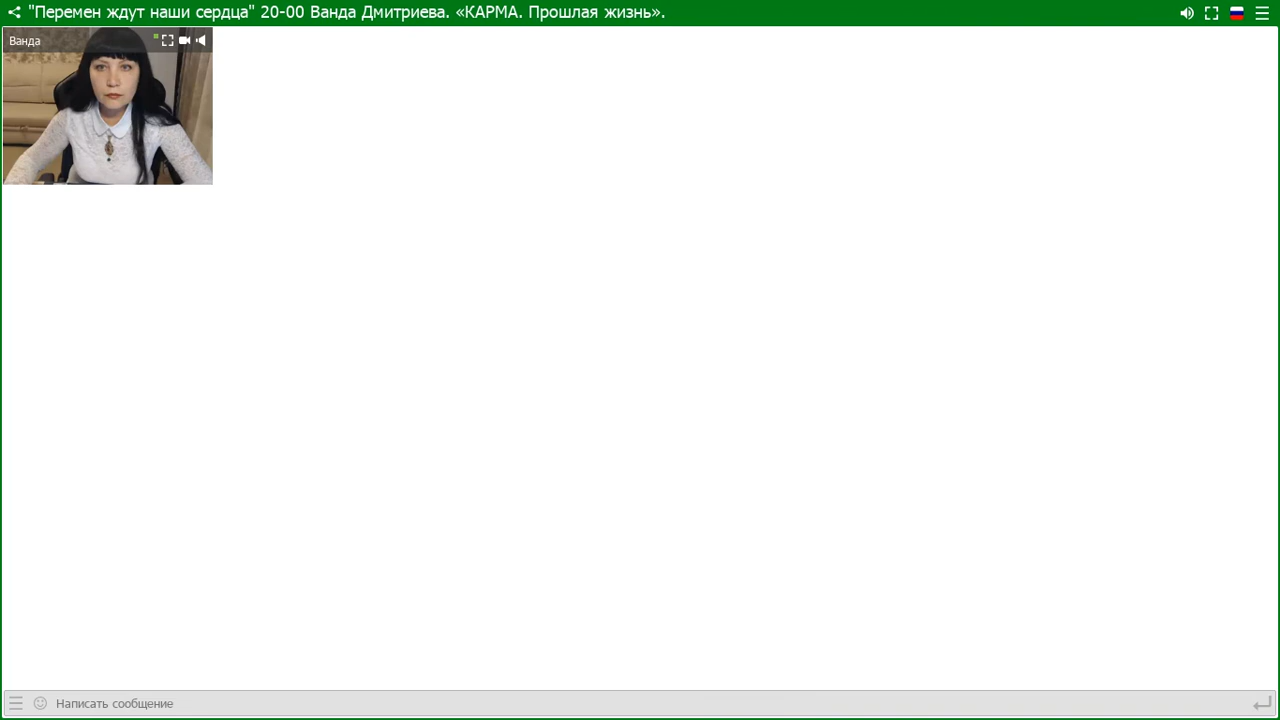 "Перемен ждут наши сердца" 20-00 Ванда Дмитриева. «КАРМА. Прошлая жизнь».
Ванда
Написать сообщение